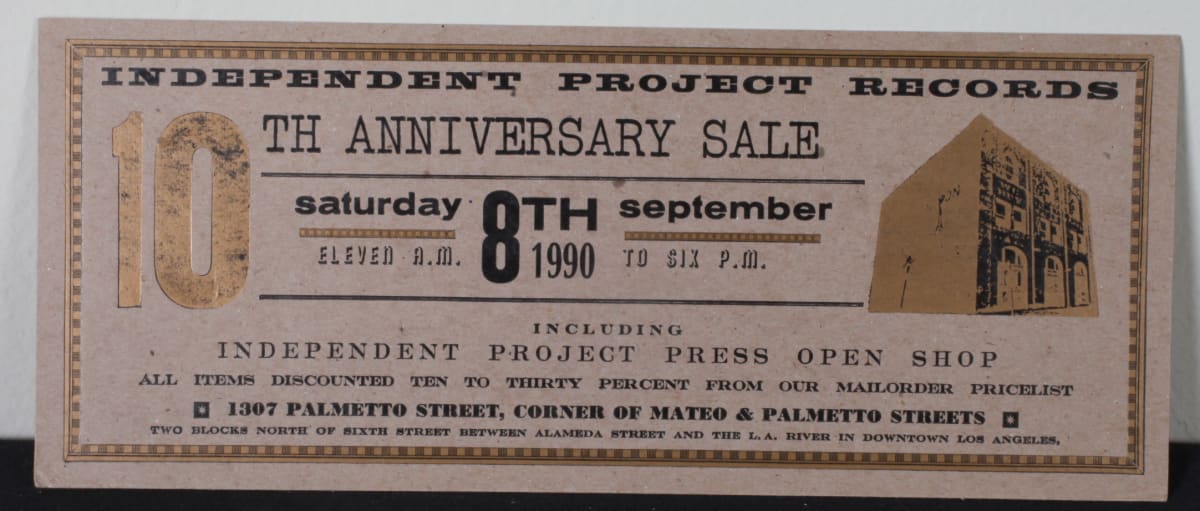 INDEPENDENT PROJECT RECORDS
10TH ANNIVERSARY SALE
saturday 8TH september
ELEVEN A.M. 1990 TO SIX P.M.
INCLUDING
INDEPENDENT PROJECT PRESS OPEN SHOP
ALL ITEMS DISCOUNTED TEN TO THIRTY PERCENT FROM OUR MAILORDER PRICELIST
1307 PALMETTO STREET, CORNER OF MATEO & PALMETTO STREETS
TWO BLOCKS NORTH OF SIXTH STREET BETWEEN ALAMEDA STREET AND THE L.A. RIVER IN DOWNTOWN LOS ANGELES,